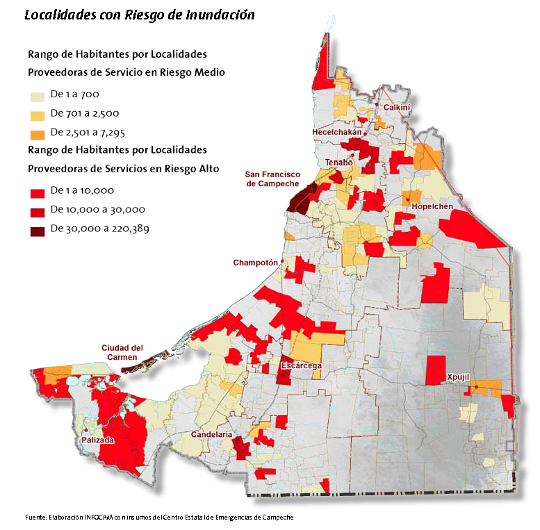 Localidades con Riesgo de Inundación
Rango de Habitantes por Localidades
Proveedoras de Servicio en Riesgo Medio
De 1 a 700
De 701 a 2,500
De 2,501 a 7,295
Rango de Habitantes por Localidades
Proveedoras de Servicios en Riesgo Alto
De 1 a 10,000
De 10,000 a 30,000
De 30,000 a 220,389
Calkiní
Hecelchakán
Tenabo
San Francisco
de Campeche
Hopelchén
Champotón
Ciudad del
Carmen
Escárcega
Xpujil
Palizada
Candelaria
Fuente: Elaboración INFOCAM con insumos del Centro Estatal de Emergencias de Campeche